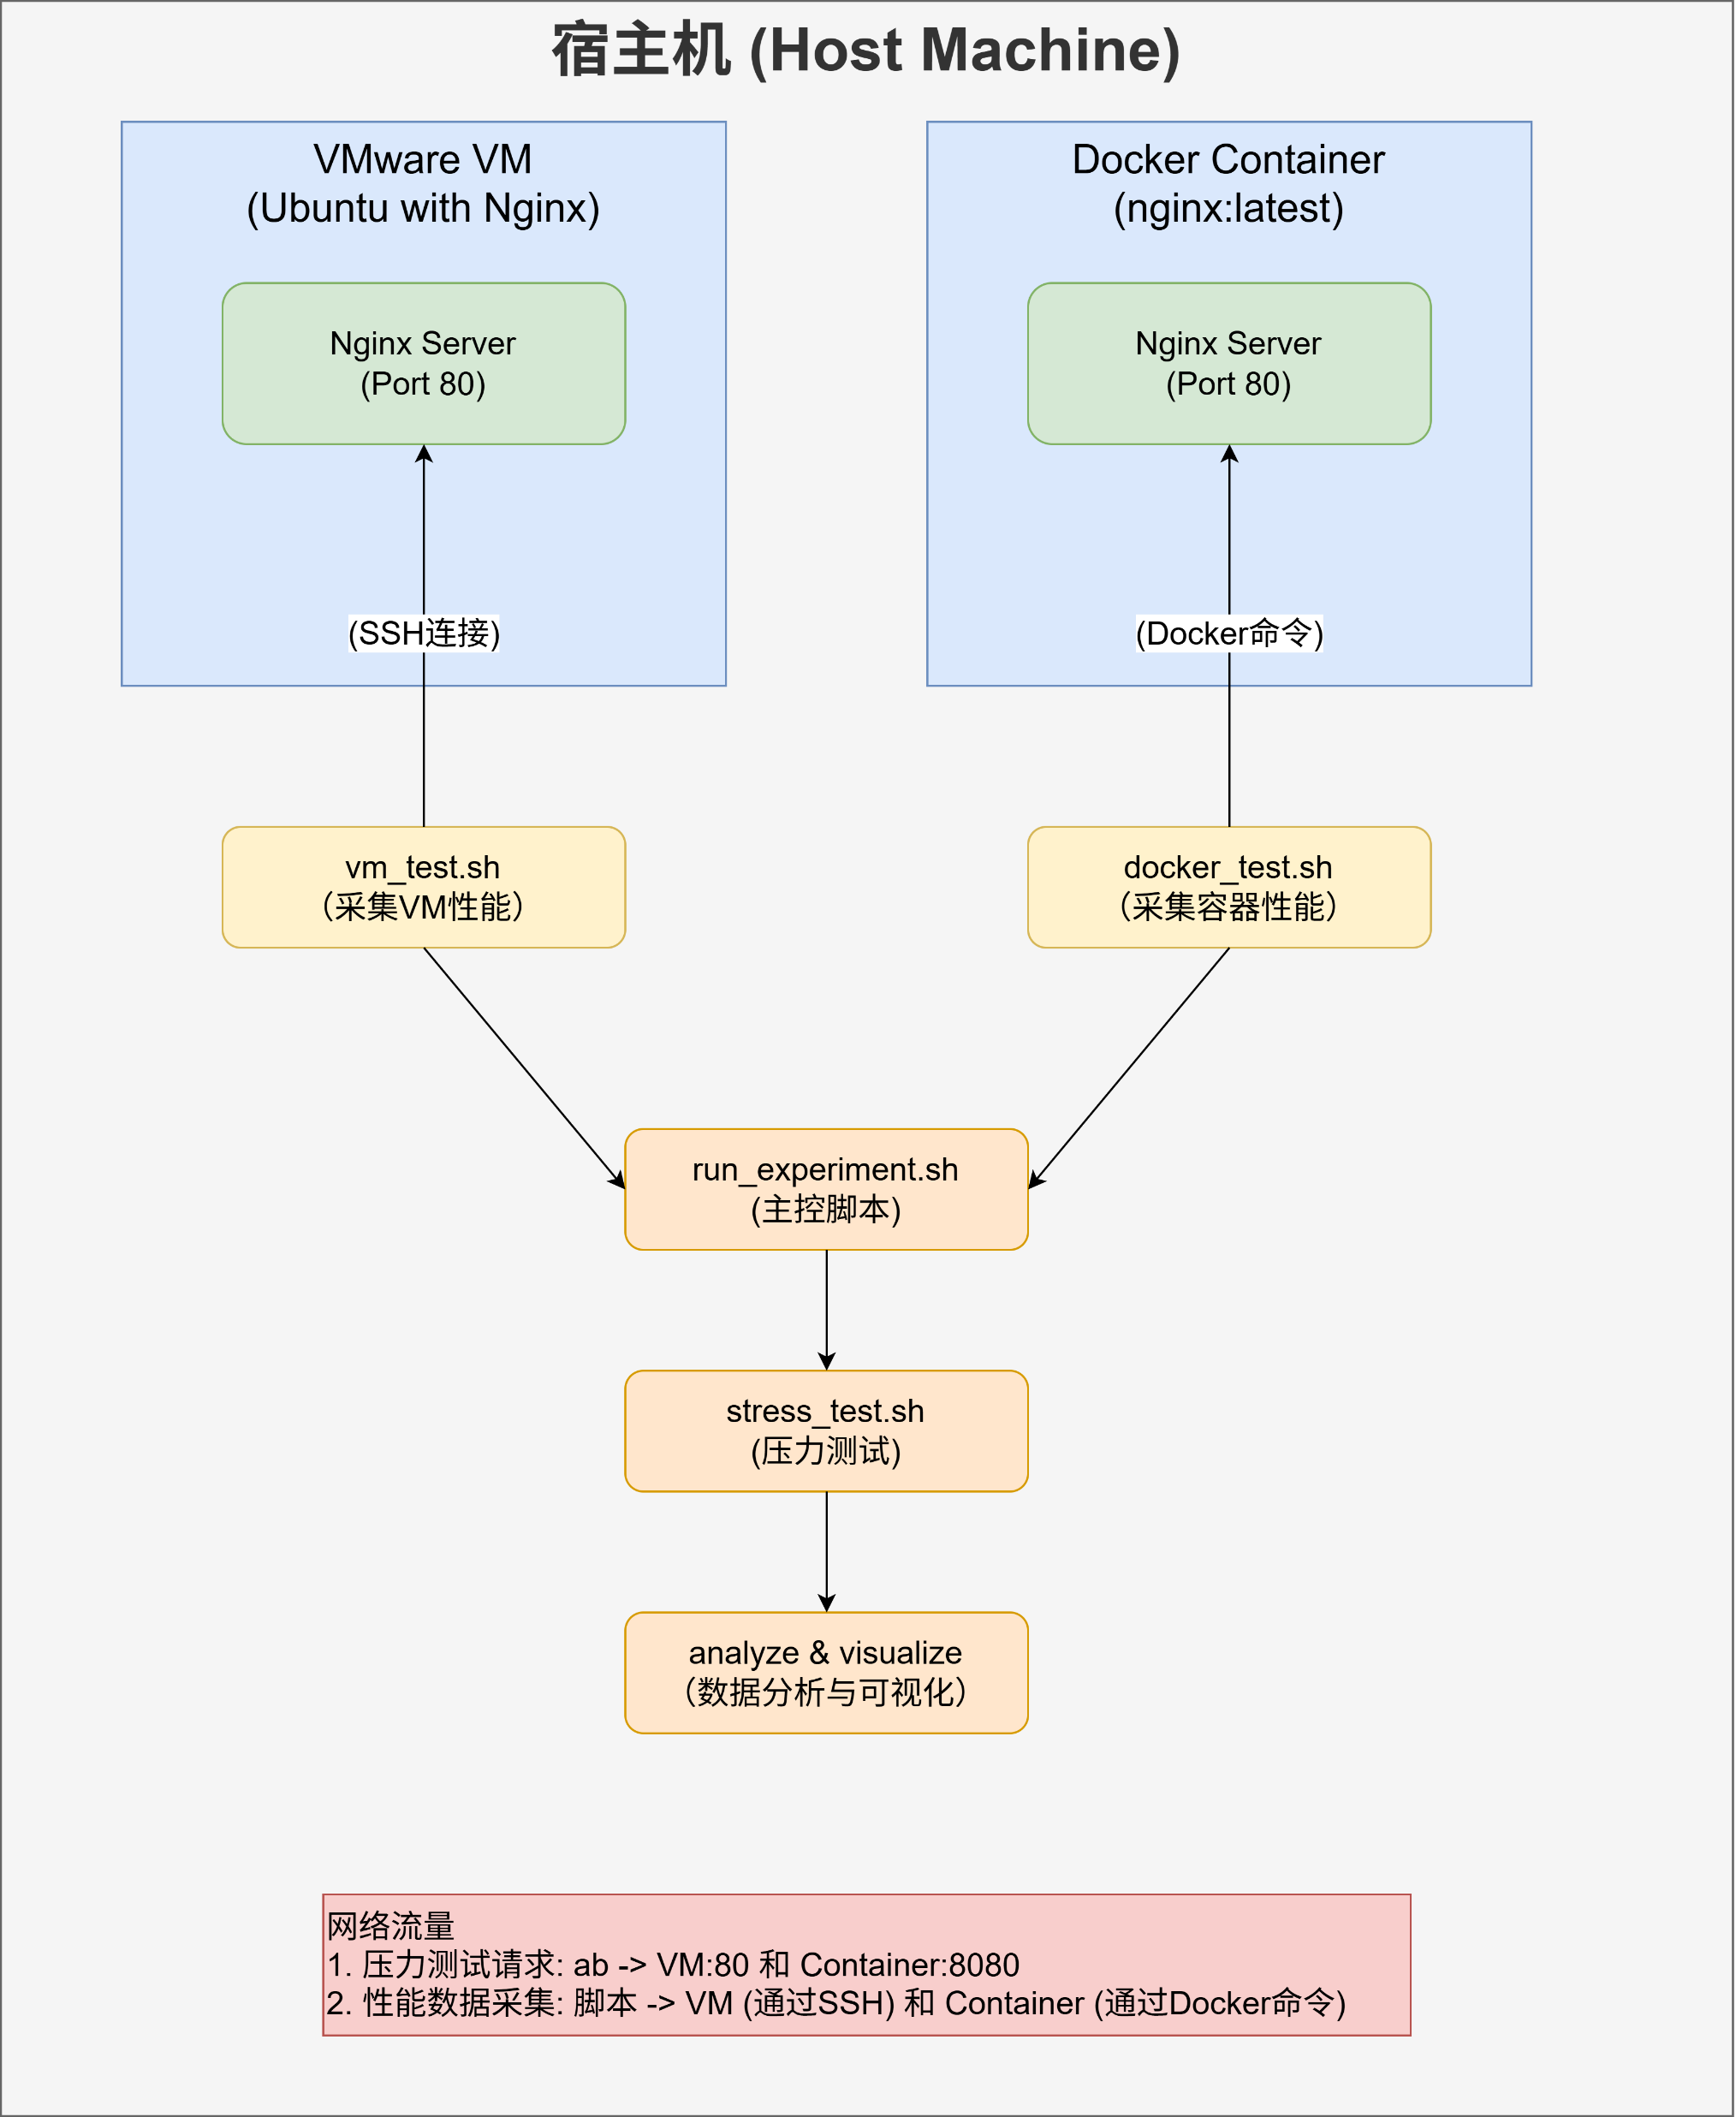 宿主机 (Host Machine)
VMware VM
(Ubuntu with Nginx)
Nginx Server
(Port 80)
(SSH连接)
Docker Container
(nginx:latest)
Nginx Server
(Port 80)
(Docker命令)
vm_test.sh
（采集VM性能）
docker_test.sh
（采集容器性能）
run_experiment.sh
(主控脚本)
stress_test.sh
(压力测试)
analyze & visualize
（数据分析与可视化）
网络流量
1. 压力测试请求: ab -> VM:80 和 Container:8080
2. 性能数据采集: 脚本 -> VM (通过SSH) 和 Container (通过Docker命令)